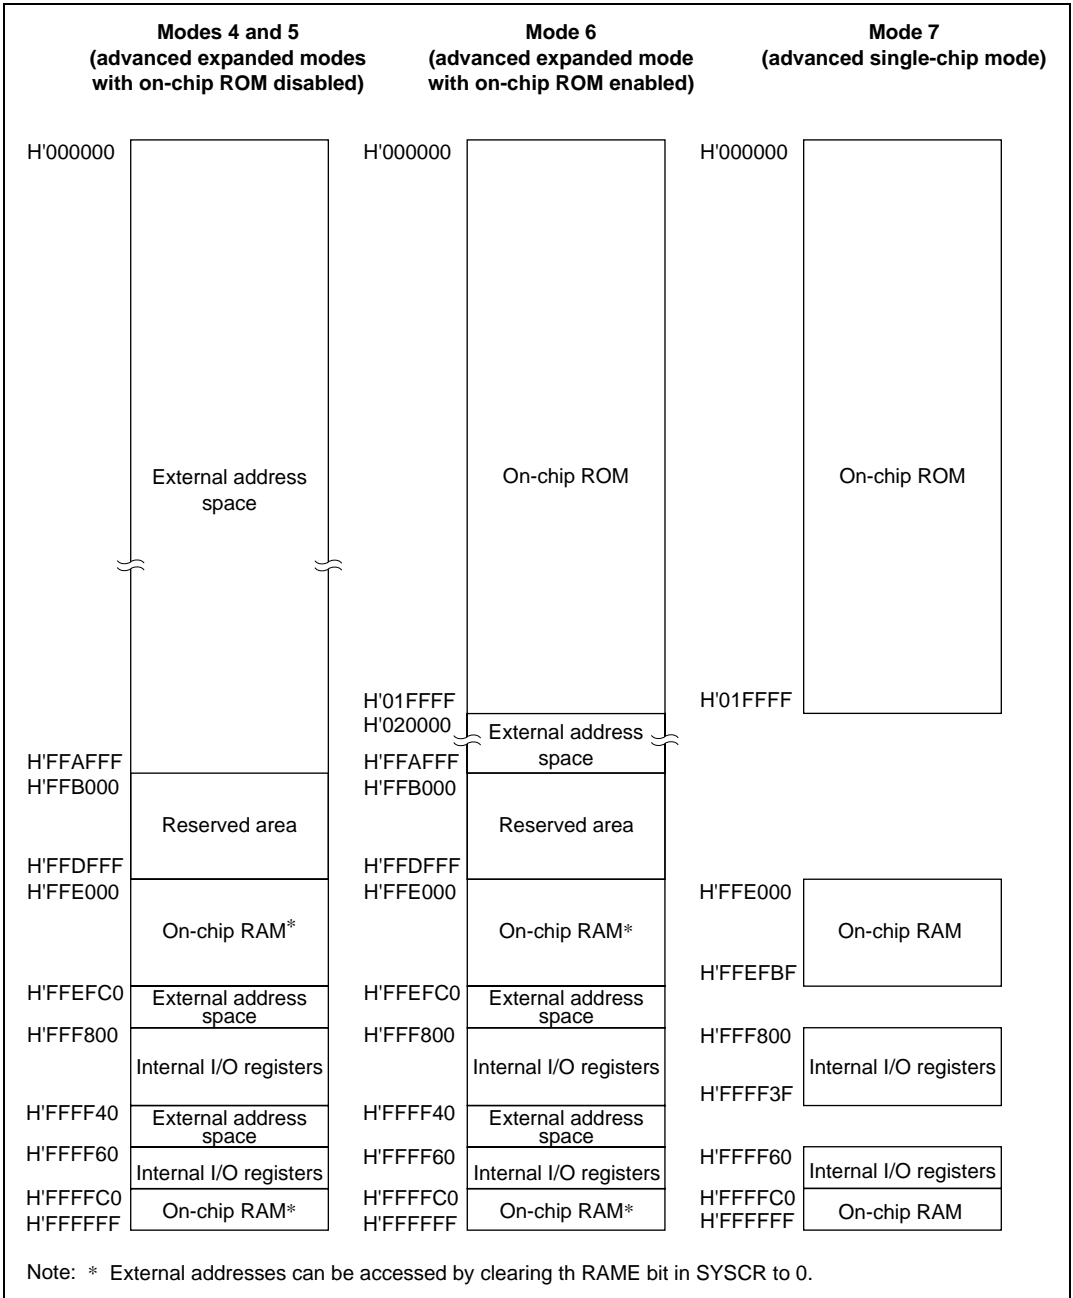 Modes 4 and 5
(advanced expanded modes
with on-chip ROM disabled)
H'000000
External address
space
H'FFAFFF
H'FFB000
Reserved area
H'FFDFFF
H'FFE000
On-chip RAM*
H'FFEFC0
External address
space
H'FFF800
Internal I/O registers
H'FFFF40
External address
space
H'FFFF60
Internal I/O registers
H'FFFFC0
On-chip RAM*
H'FFFFFF
Mode 6
(advanced expanded mode
with on-chip ROM enabled)
H'000000
On-chip ROM
H'01FFFF
H'020000
External address
space
H'FFAFFF
H'FFB000
Reserved area
H'FFDFFF
H'FFE000
On-chip RAM*
H'FFEFC0
External address
space
H'FFF800
Internal I/O registers
H'FFFF40
External address
space
H'FFFF60
Internal I/O registers
H'FFFFC0
On-chip RAM*
H'FFFFFF
Mode 7
(advanced single-chip mode)
H'000000
On-chip ROM
H'01FFFF
H'FFE000
On-chip RAM
H'FFEFBF
H'FFF800
Internal I/O registers
H'FFFF3F
H'FFFF60
Internal I/O registers
H'FFFFC0
On-chip RAM
H'FFFFFF
Note: * External addresses can be accessed by clearing th RAME bit in SYSCR to 0.